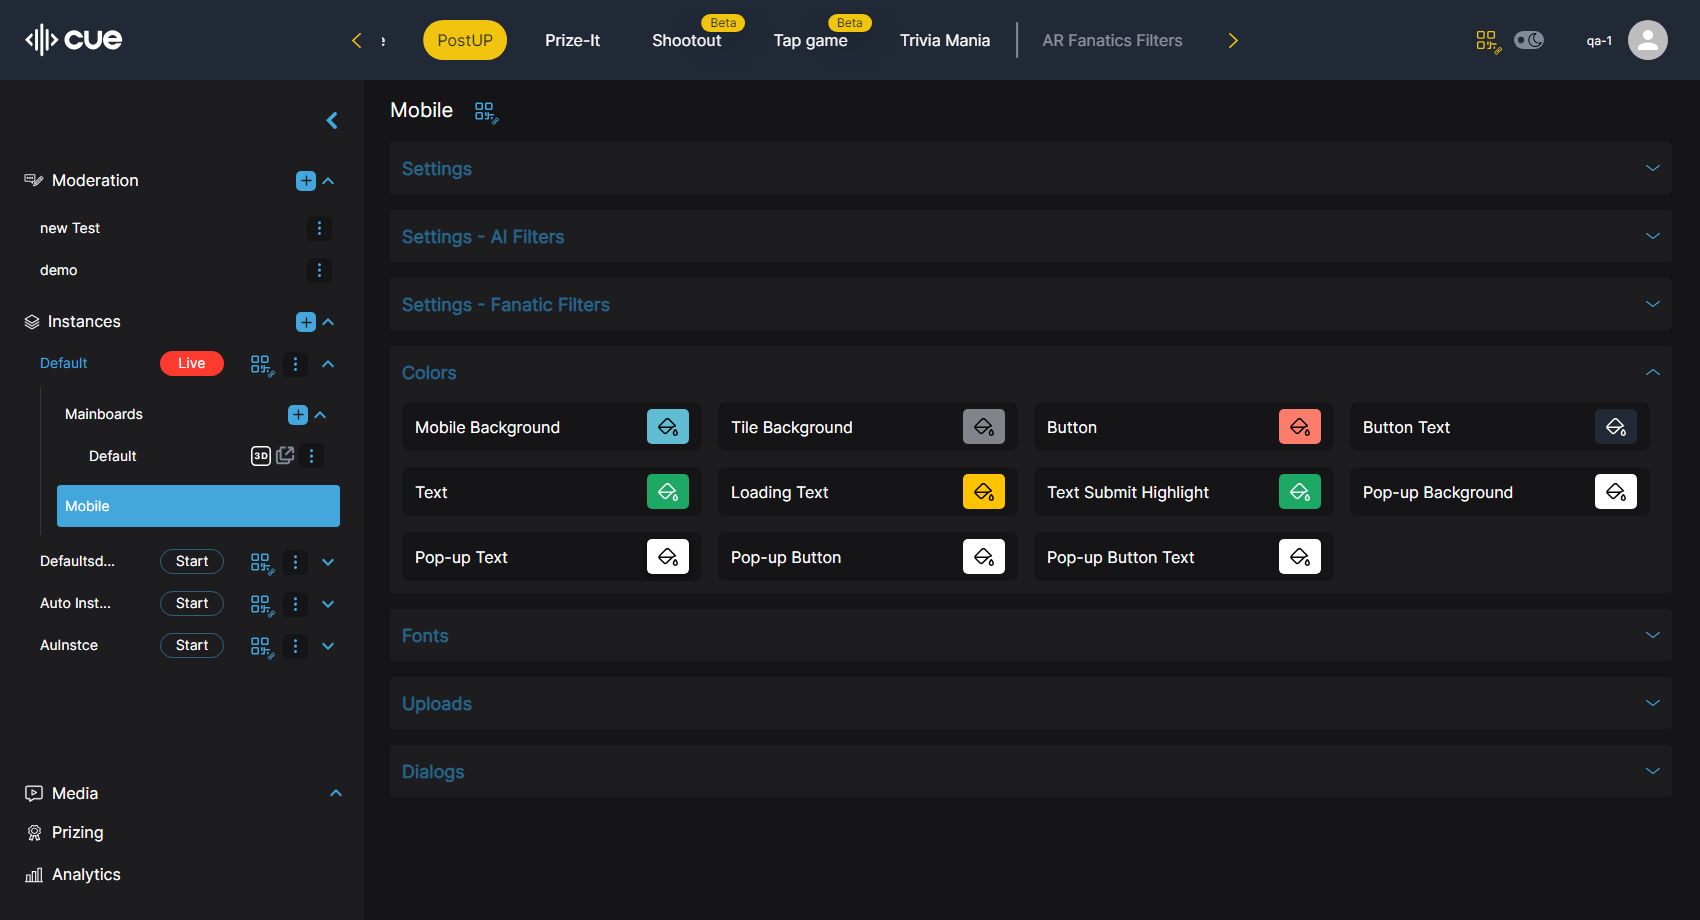 cue
PostUP
Prize-It
Beta
Shootout
Beta
Tap game
Trivia Mania
AR Fanatics Filters
qa-1
Moderation
new Test
demo
Instances
Default Live
Mainboards
Default 3D
Mobile
Defaultsd... Start
Auto Inst... Start
AuInstce Start
Media
Prizing
Analytics
Mobile
Settings
Settings - AI Filters
Settings - Fanatic Filters
Colors
Mobile Background
Tile Background
Button
Button Text
Text
Loading Text
Text Submit Highlight
Pop-up Background
Pop-up Text
Pop-up Button
Pop-up Button Text
Fonts
Uploads
Dialogs